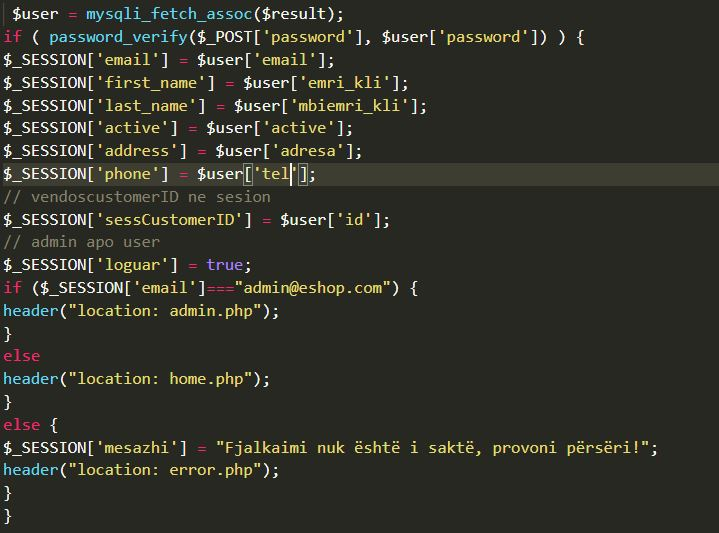 $user = mysqli_fetch_assoc($result);
if ( password_verify($_POST['password'], $user['password']) ) {
$_SESSION['email'] = $user['email'];
$_SESSION['first_name'] = $user['emri_kli'];
$_SESSION['last_name'] = $user['mbiemri_kli'];
$_SESSION['active'] = $user['active'];
$_SESSION['address'] = $user['adresa'];
$_SESSION['phone'] = $user['tel'];
// vendoscustomerID ne sesion
$_SESSION['sessCustomerID'] = $user['id'];
// admin apo user
$_SESSION['loguar'] = true;
if ($_SESSION['email']==="admin@eshop.com") {
header("location: admin.php");
}
else
header("location: home.php");
}
else {
$_SESSION['mesazhi'] = "Fjalkaimi nuk është i saktë, provoni përsëri!";
header("location: error.php");
}
}